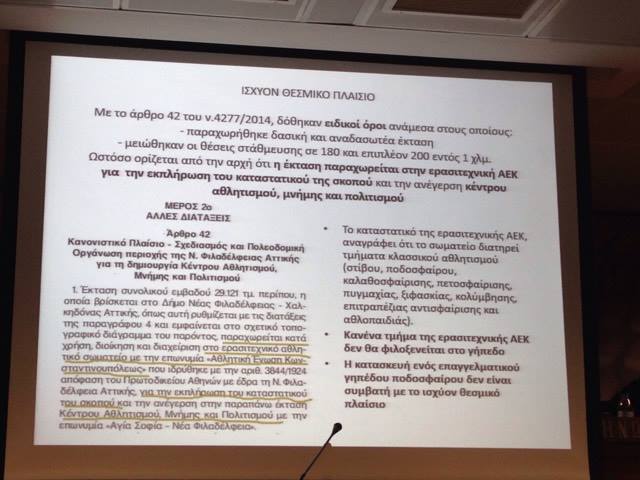 ΙΣΧΥΟΝ ΘΕΣΜΙΚΟ ΠΛΑΙΣΙΟ
Με το άρθρο 42 του ν.4277/2014, δόθηκαν ειδικοί όροι ανάμεσα στους οποίους:
- παραχωρήθηκε δασική και αναδασωτέα έκταση
- μειώθηκαν οι θέσεις στάθμευσης σε 180 και επιπλέον 200 εντός 1 χλμ.
Ωστόσο ορίζεται από την αρχή ότι η έκταση παραχωρείται στην ερασιτεχνική ΑΕΚ
για την εκπλήρωση του καταστατικού της σκοπού και την ανέγερση κέντρου
αθλητισμού, μνήμης και πολιτισμού
ΜΕΡΟΣ 2ο
ΑΛΛΕΣ ΔΙΑΤΑΞΕΙΣ
Άρθρο 42
Κανονιστικό Πλαίσιο - Σχεδιασμός και Πολεοδομική
Οργάνωση περιοχής της Ν. Φιλαδέλφειας Αττικής
για τη δημιουργία Κέντρου Αθλητισμού,
Μνήμης και Πολιτισμού
1. Έκταση συνολικού εμβαδού 29.121 τμ. περίπου, η
οποία βρίσκεται στο Δήμο Νέας Φιλαδέλφειας - Χαλ-
κηδόνας Αττικής, όπως αυτή ρυθμίζεται με τις διατάξεις
της παραγράφου 4 και εμφαίνεται στο σχετικό τοπο-
γραφικό διάγραμμα του παρόντος, παραχωρείται κατά
χρήση, διοίκηση και διαχείριση στο ερασιτεχνικό αθλη-
τικό σωματείο με την επωνυμία «Αθλητική Ένωση Κων-
σταντινουπόλεως» που ιδρύθηκε με την αριθ. 3844/1924
απόφαση του Πρωτοδικείου Αθηνών με έδρα τη Ν. Φιλα-
δέλφεια Αττικής, για την εκπλήρωση του καταστατικού
του σκοπού και την ανέγερση στην παραπάνω έκταση
Κέντρου Αθλητισμού, Μνήμης και Πολιτισμού με την
επωνυμία «Αγία Σοφία - Νέα Φιλαδέλφεια».
• Το καταστατικό της ερασιτεχνικής ΑΕΚ,
αναγράφει ότι το σωματείο διατηρεί
τμήματα κλασικού αθλητισμού
(στίβου, ποδοσφαίρου,
καλαθοσφαίρισης, πετοσφαίρισης,
πυγμαχίας, ξιφασκίας, κολύμβησης,
επιτραπέζιας αντισφαίρισης και
αθλοπαιδιάς).
• Κανένα τμήμα της ερασιτεχνικής ΑΕΚ
δεν θα φιλοξενείται στο γήπεδο
• Η κατασκευή ενός επαγγελματικού
γηπέδου ποδοσφαίρου δεν είναι
συμβατή με το ισχύον θεσμικό
πλαίσιο